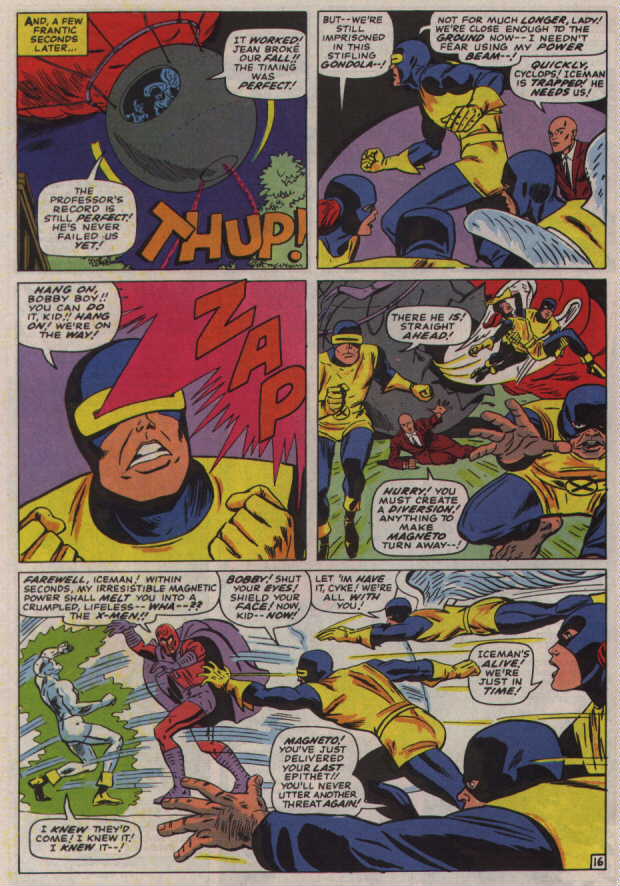 AND, A FEW
FRANTIC
SECONDS
LATER...
IT WORKED!
JEAN BROKE
OUR FALL!!
THE TIMING
WAS
PERFECT!
THE
PROFESSOR'S
RECORD IS
STILL PERFECT!
HE'S NEVER
FAILED US
YET!
THUP!
BUT--WE'RE
STILL
IMPRISONED
IN THIS
STIFLING
GONDOLA--!
NOT FOR MUCH LONGER, LADY!
WE'RE CLOSE ENOUGH TO THE
GROUND NOW--I NEEDN'T
FEAR USING MY POWER
BEAM--!
QUICKLY,
CYCLOPS! ICEMAN
IS TRAPPED! HE
NEEDS US!
HANG ON,
BOBBY BOY!!
YOU CAN DO
IT, KID!! HANG
ON! WE'RE ON
THE WAY!
ZAP
THERE HE IS!
STRAIGHT
AHEAD!
HURRY! YOU
MUST CREATE
A DIVERSION!
ANYTHING TO
MAKE
MAGNETO
TURN AWAY--!
X
FAREWELL, ICEMAN! WITHIN
SECONDS, MY IRRESISTIBLE MAGNETIC
POWER SHALL MELT YOU INTO A
CRUMPLED, LIFELESS--WHA--??
THE X-MEN!!
BOBBY! SHUT
YOUR EYES!
SHIELD YOUR
FACE! NOW,
KID--NOW!
LET 'IM HAVE
IT, CYKE! WE'RE
ALL WITH
YOU!
ICEMAN'S
ALIVE!
WE'RE
JUST IN
TIME!
MAGNETO!
YOU'VE JUST
DELIVERED
YOUR LAST
EPITHET!!
YOU'LL NEVER
UTTER ANOTHER
THREAT AGAIN!
I KNEW THEY'D
COME! I KNEW IT!
I KNEW IT--!
16